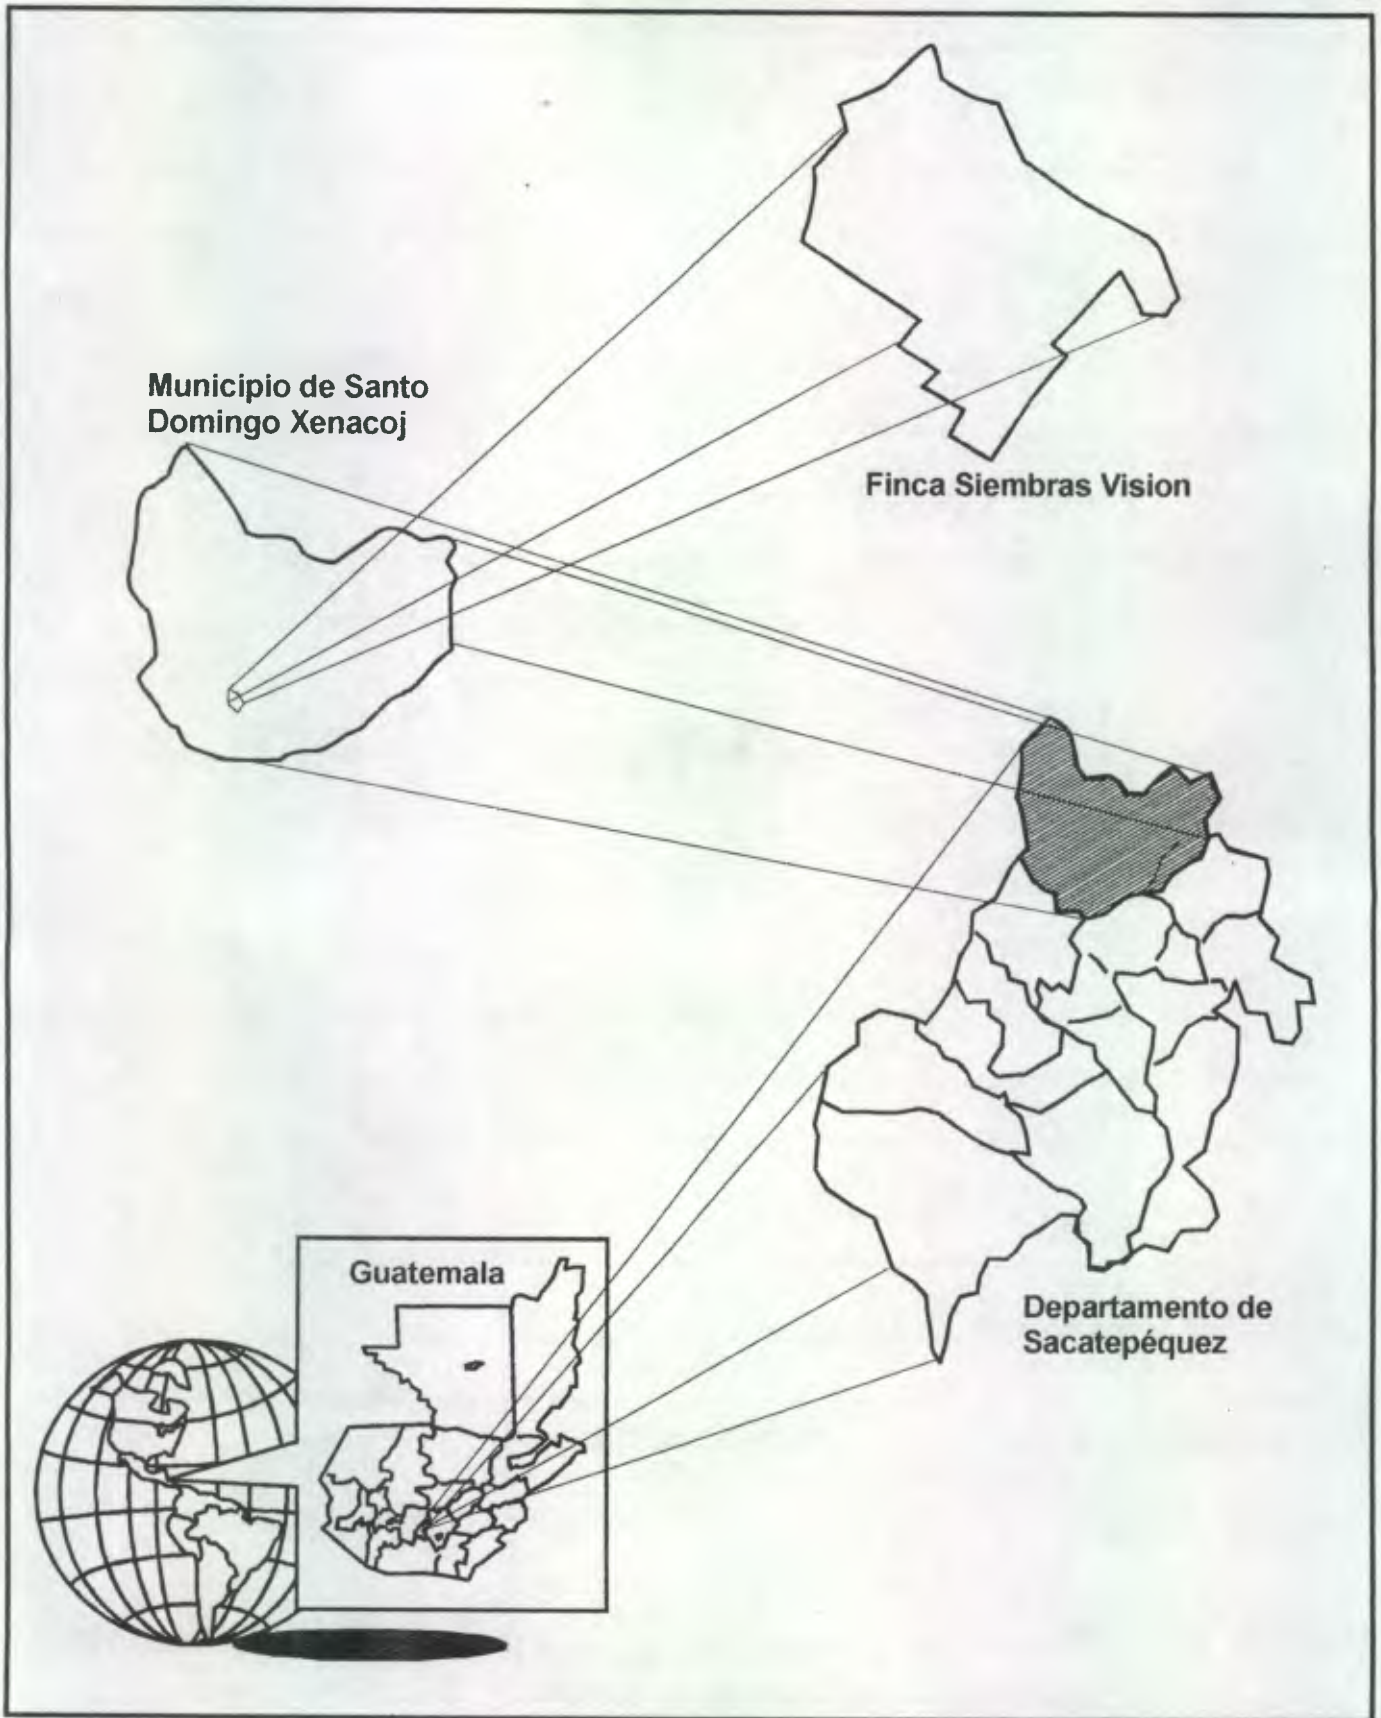 Municipio de Santo
Domingo Xenacoj
Finca Siembras Vision
Guatemala
Departamento de
Sacatepéquez